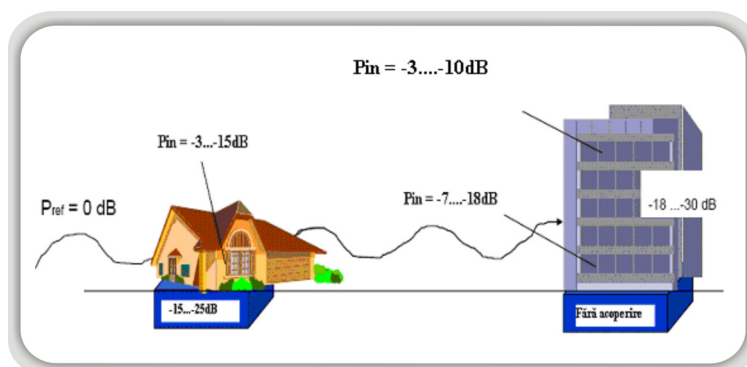 Pin = -3....-10dB
Pin = -3...-15dB
Pref = 0 dB
Pin = -7....-18dB
-18 ...-30 dB
-15...-25dB
Fără acoperire